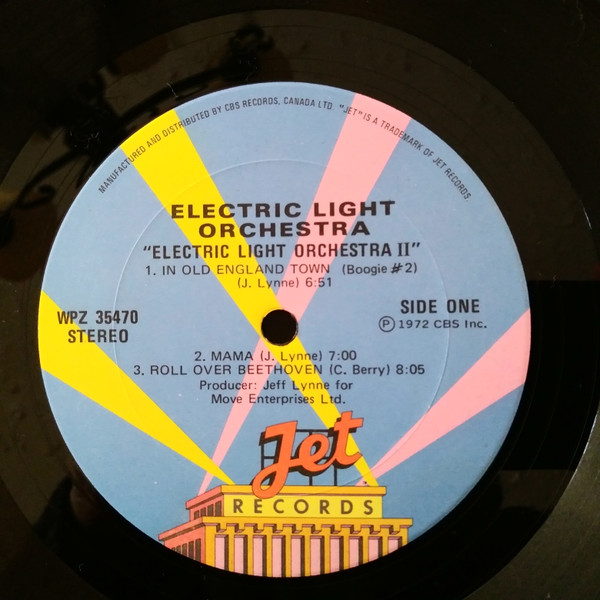 MANUFACTURED AND DISTRIBUTED BY CBS RECORDS, CANADA LTD. "JET" IS A TRADEMARK OF JET RECORDS.
ELECTRIC LIGHT
ORCHESTRA
"ELECTRIC LIGHT ORCHESTRA II"
1. IN OLD ENGLAND TOWN (Boogie #2)
(J. Lynne) 6:51
WPZ 35470
STEREO
SIDE ONE
Ⓟ 1972 CBS Inc.
2. MAMA (J. Lynne) 7:00
3. ROLL OVER BEETHOVEN (C. Berry) 8:05
Producer: Jeff Lynne for
Move Enterprises Ltd.
Jet
RECORDS